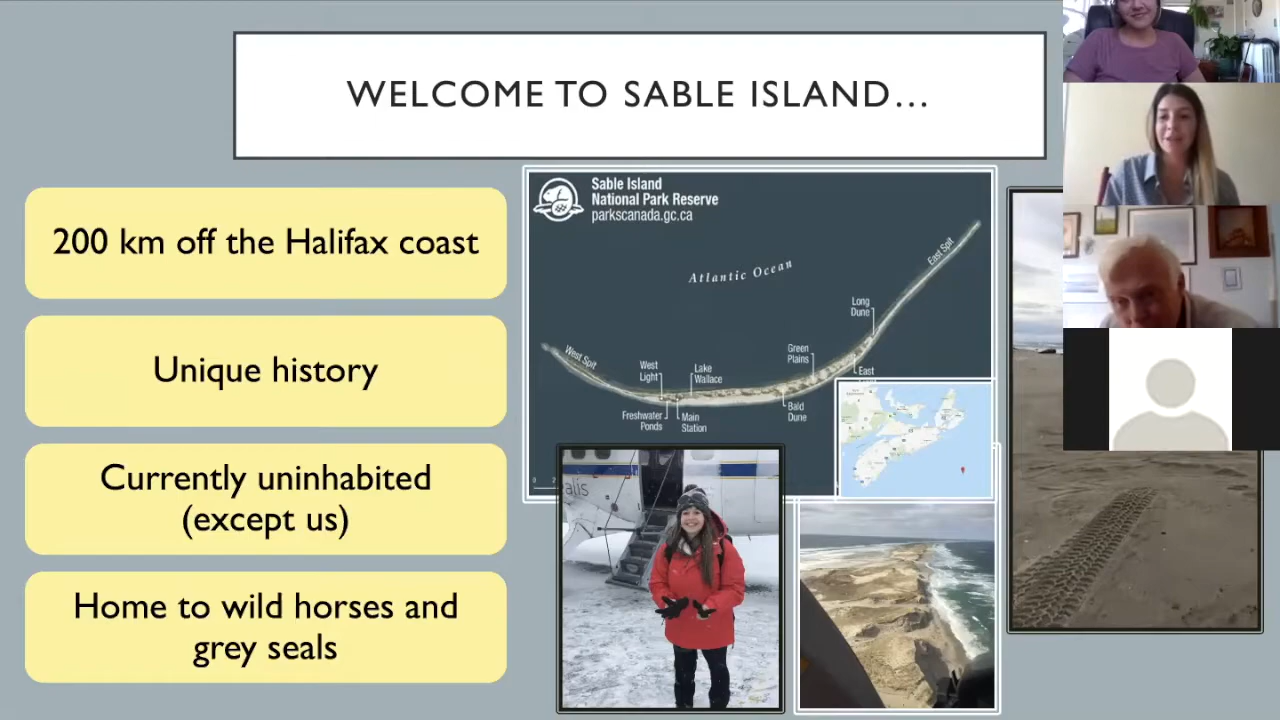 WELCOME TO SABLE ISLAND...
200 km off the Halifax coast
Unique history
Currently uninhabited
(except us)
Home to wild horses and
grey seals
Sable Island
National Park Reserve
parkscanada.gc.ca
Atlantic Ocean
East Spit
Long
Dune
Green
Plains
West Spit
West
Light
Lake
Wallace
East
Freshwater
Ponds
Main
Station
Bald
Dune
0
alis